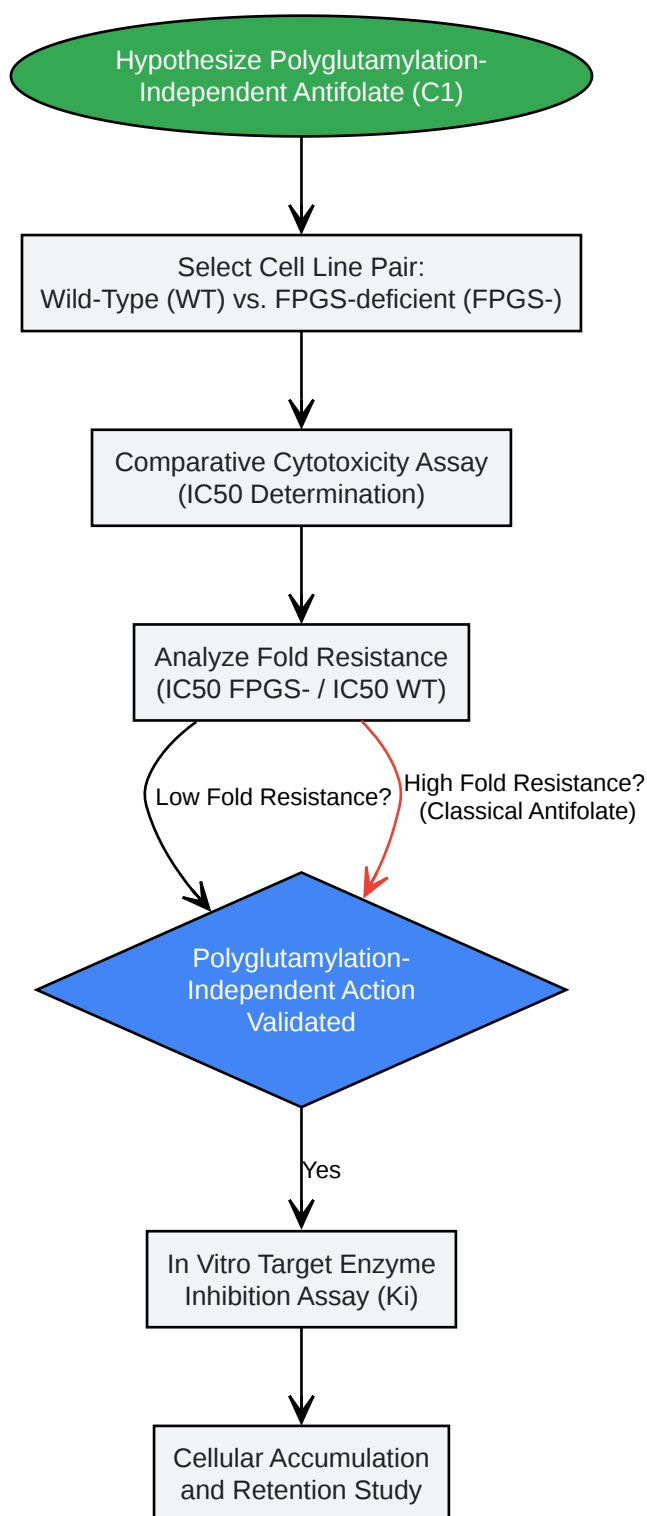 Hypothesize Polyglutamylation-
Independent Antifolate (C1)
Select Cell Line Pair:
Wild-Type (WT) vs. FPGS-deficient (FPGS-)
Comparative Cytotoxicity Assay
(IC50 Determination)
Analyze Fold Resistance
(IC50 FPGS- / IC50 WT)
Low Fold Resistance?
High Fold Resistance?
(Classical Antifolate)
Polyglutamylation-
Independent Action
Validated
Yes
In Vitro Target Enzyme
Inhibition Assay (Ki)
Cellular Accumulation
and Retention Study